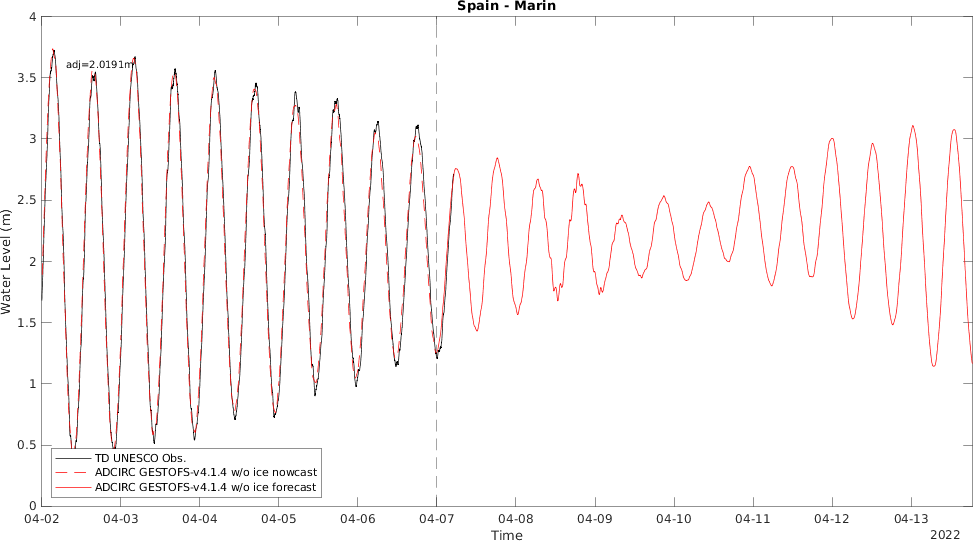 Spain - Marin
adj=2.0191m
Water Level (m)
4
3.5
3
2.5
2
1.5
1
0.5
0
TD UNESCO Obs.
ADCIRC GESTOFS-v4.1.4 w/o ice nowcast
ADCIRC GESTOFS-v4.1.4 w/o ice forecast
04-02 04-03 04-04 04-05 04-06 04-07 04-08 04-09 04-10 04-11 04-12 04-13
Time
2022